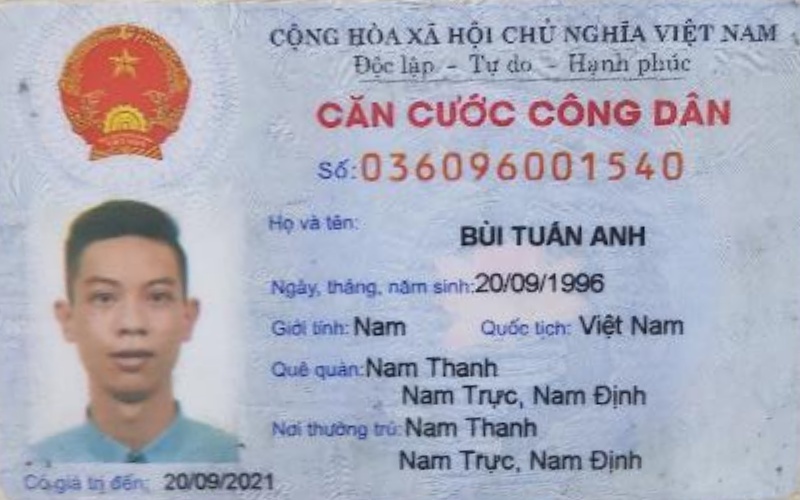 CỘNG HÒA XÃ HỘI CHỦ NGHĨA VIỆT NAM
Độc lập - Tự do - Hạnh phúc
CĂN CƯỚC CÔNG DÂN
Số: 036096001540
Họ và tên:
BÙI TUẤN ANH
Ngày, tháng, năm sinh: 20/09/1996
Giới tính: Nam Quốc tịch: Việt Nam
Quê quán: Nam Thanh
Nam Trực, Nam Định
Nơi thường trú: Nam Thanh
Nam Trực, Nam Định
Có giá trị đến: 20/09/2021